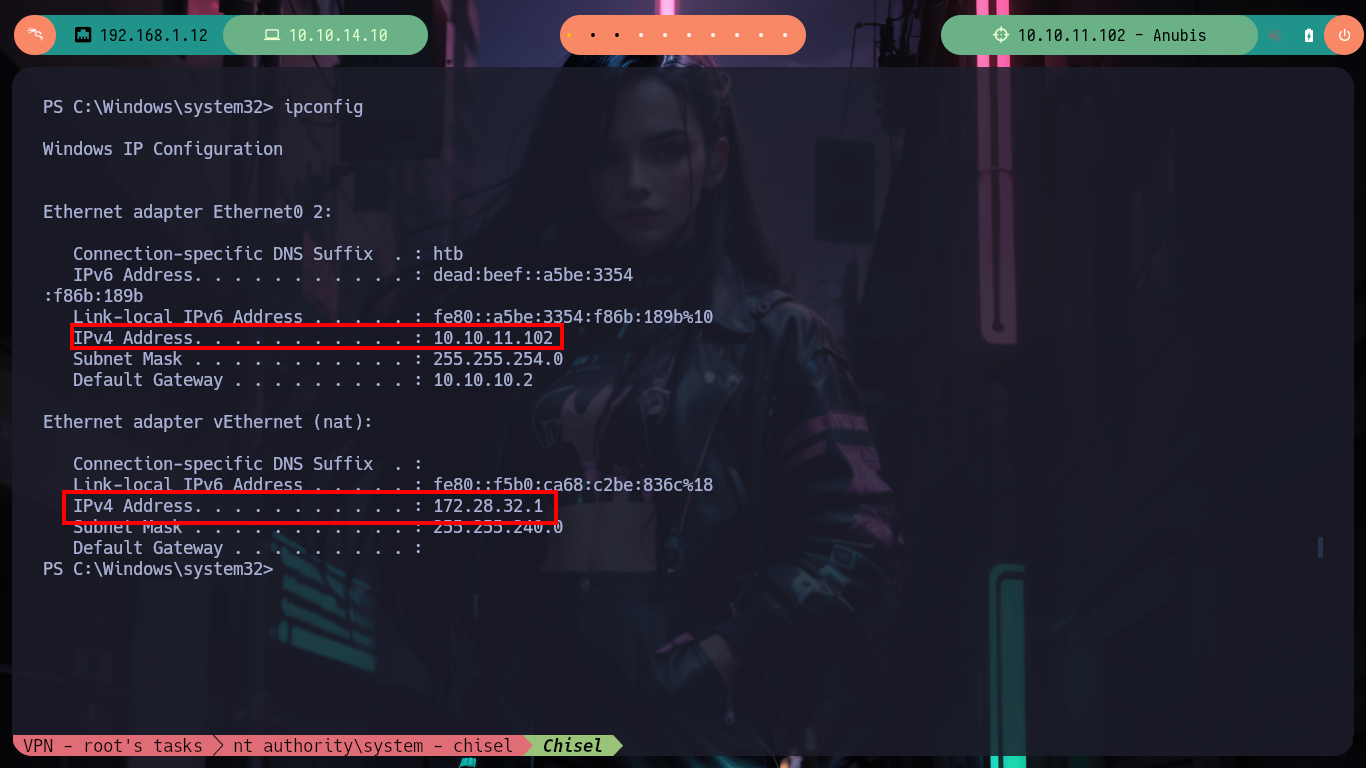 192.168.1.12
10.10.14.10
10.10.11.102 - Anubis
PS C:\Windows\system32> ipconfig
Windows IP Configuration
Ethernet adapter Ethernet0 2:
Connection-specific DNS Suffix  . : htb
IPv6 Address. . . . . . . . . . . : dead:beef::a5be:3354
:f86b:189b
Link-local IPv6 Address . . . . . : fe80::a5be:3354:f86b:189b%10
IPv4 Address. . . . . . . . . . . : 10.10.11.102
Subnet Mask . . . . . . . . . . . : 255.255.254.0
Default Gateway . . . . . . . . . : 10.10.10.2
Ethernet adapter vEthernet (nat):
Connection-specific DNS Suffix  . :
Link-local IPv6 Address . . . . . : fe80::f5b0:ca68:c2be:836c%18
IPv4 Address. . . . . . . . . . . : 172.28.32.1
Subnet Mask . . . . . . . . . . . : 255.255.240.0
Default Gateway . . . . . . . . . :
PS C:\Windows\system32>
VPN - root's tasks
nt authority\system - chisel
Chisel